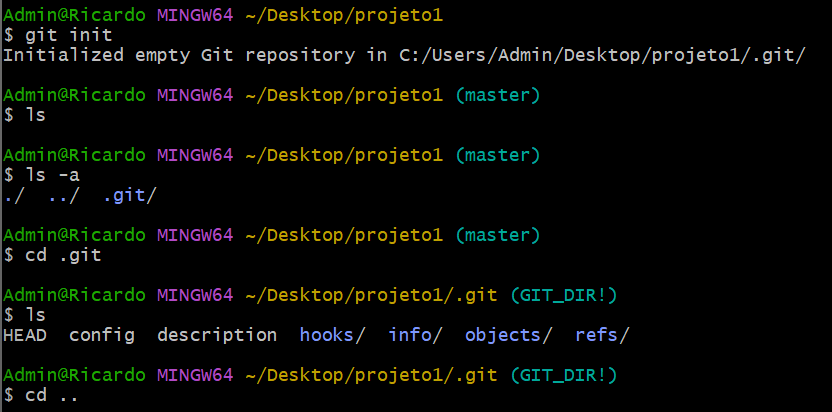 Admin@Ricardo MINGW64 ~/Desktop/projeto1
$ git init
Initialized empty Git repository in C:/Users/Admin/Desktop/projeto1/.git/
Admin@Ricardo MINGW64 ~/Desktop/projeto1 (master)
$ ls
Admin@Ricardo MINGW64 ~/Desktop/projeto1 (master)
$ ls -a
./  ../  .git/
Admin@Ricardo MINGW64 ~/Desktop/projeto1 (master)
$ cd .git
Admin@Ricardo MINGW64 ~/Desktop/projeto1/.git (GIT_DIR!)
$ ls
HEAD  config  description  hooks/  info/  objects/  refs/
Admin@Ricardo MINGW64 ~/Desktop/projeto1/.git (GIT_DIR!)
$ cd ..